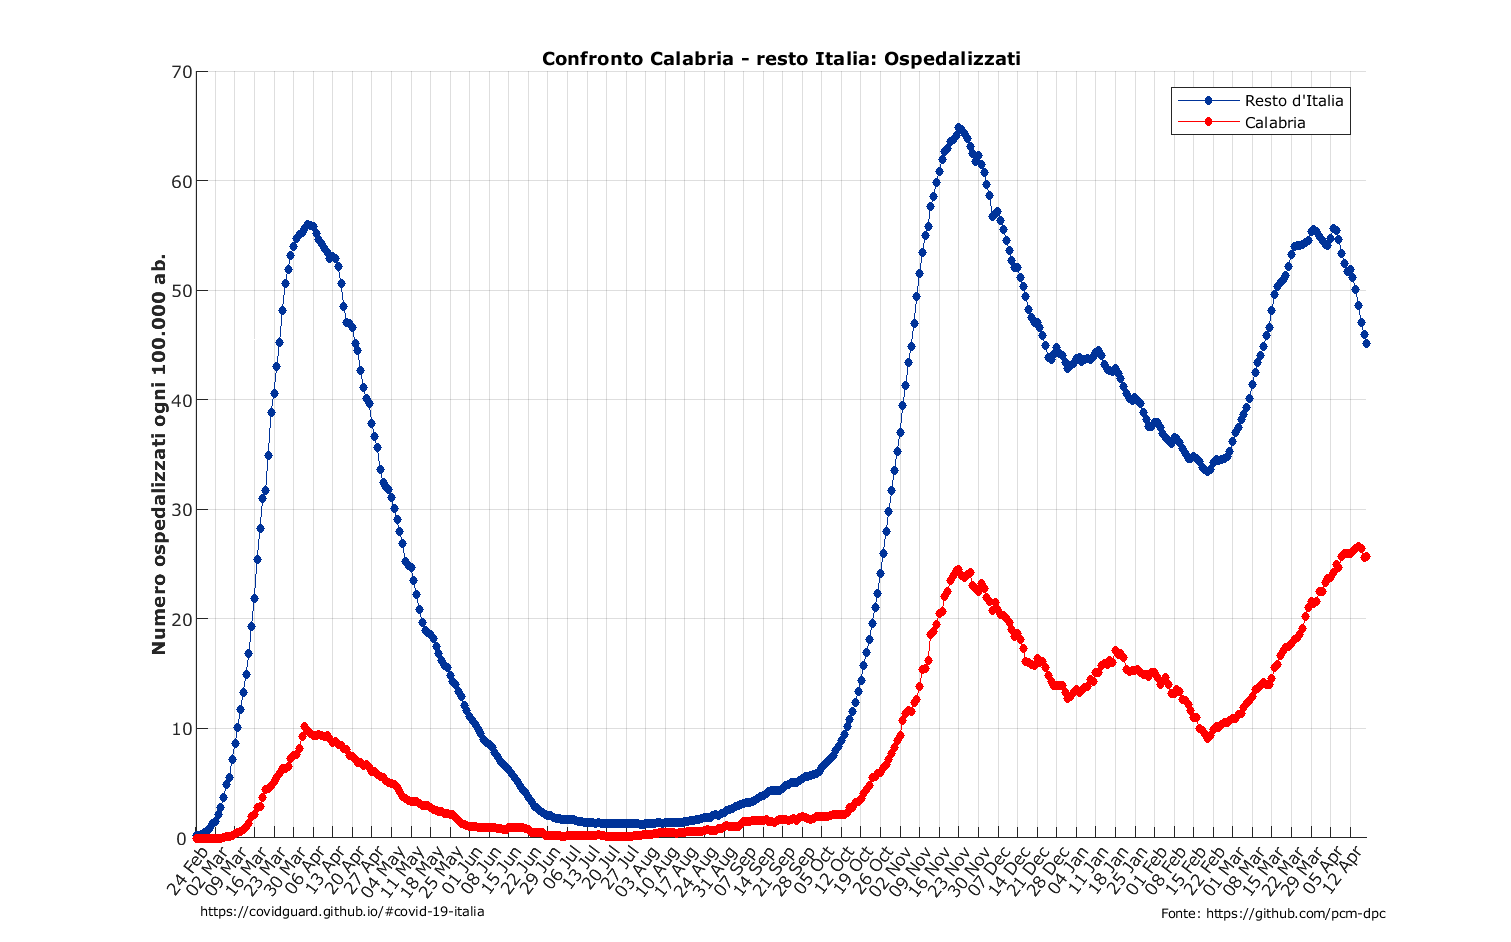 Confronto Calabria - resto Italia: Ospedalizzati
Resto d'Italia
Calabria
Numero ospedalizzati ogni 100.000 ab.
70
60
50
40
30
20
10
0
24 Feb
02 Mar
09 Mar
16 Mar
23 Mar
30 Mar
06 Apr
13 Apr
20 Apr
27 Apr
04 May
11 May
18 May
25 May
01 Jun
08 Jun
15 Jun
22 Jun
29 Jun
06 Jul
13 Jul
20 Jul
27 Jul
03 Aug
10 Aug
17 Aug
24 Aug
31 Aug
07 Sep
14 Sep
21 Sep
28 Sep
05 Oct
12 Oct
19 Oct
26 Oct
02 Nov
09 Nov
16 Nov
23 Nov
30 Nov
07 Dec
14 Dec
21 Dec
28 Dec
04 Jan
11 Jan
18 Jan
25 Jan
01 Feb
08 Feb
15 Feb
22 Feb
01 Mar
08 Mar
15 Mar
22 Mar
29 Mar
05 Apr
12 Apr
https://covidguard.github.io/#covid-19-italia
Fonte: https://github.com/pcm-dpc